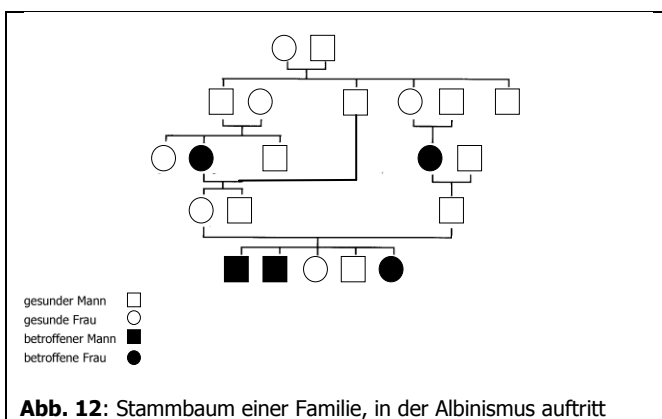 gesunder Mann
gesunde Frau
betroffener Mann
betroffene Frau
Abb. 12: Stammbaum einer Familie, in der Albinismus auftritt